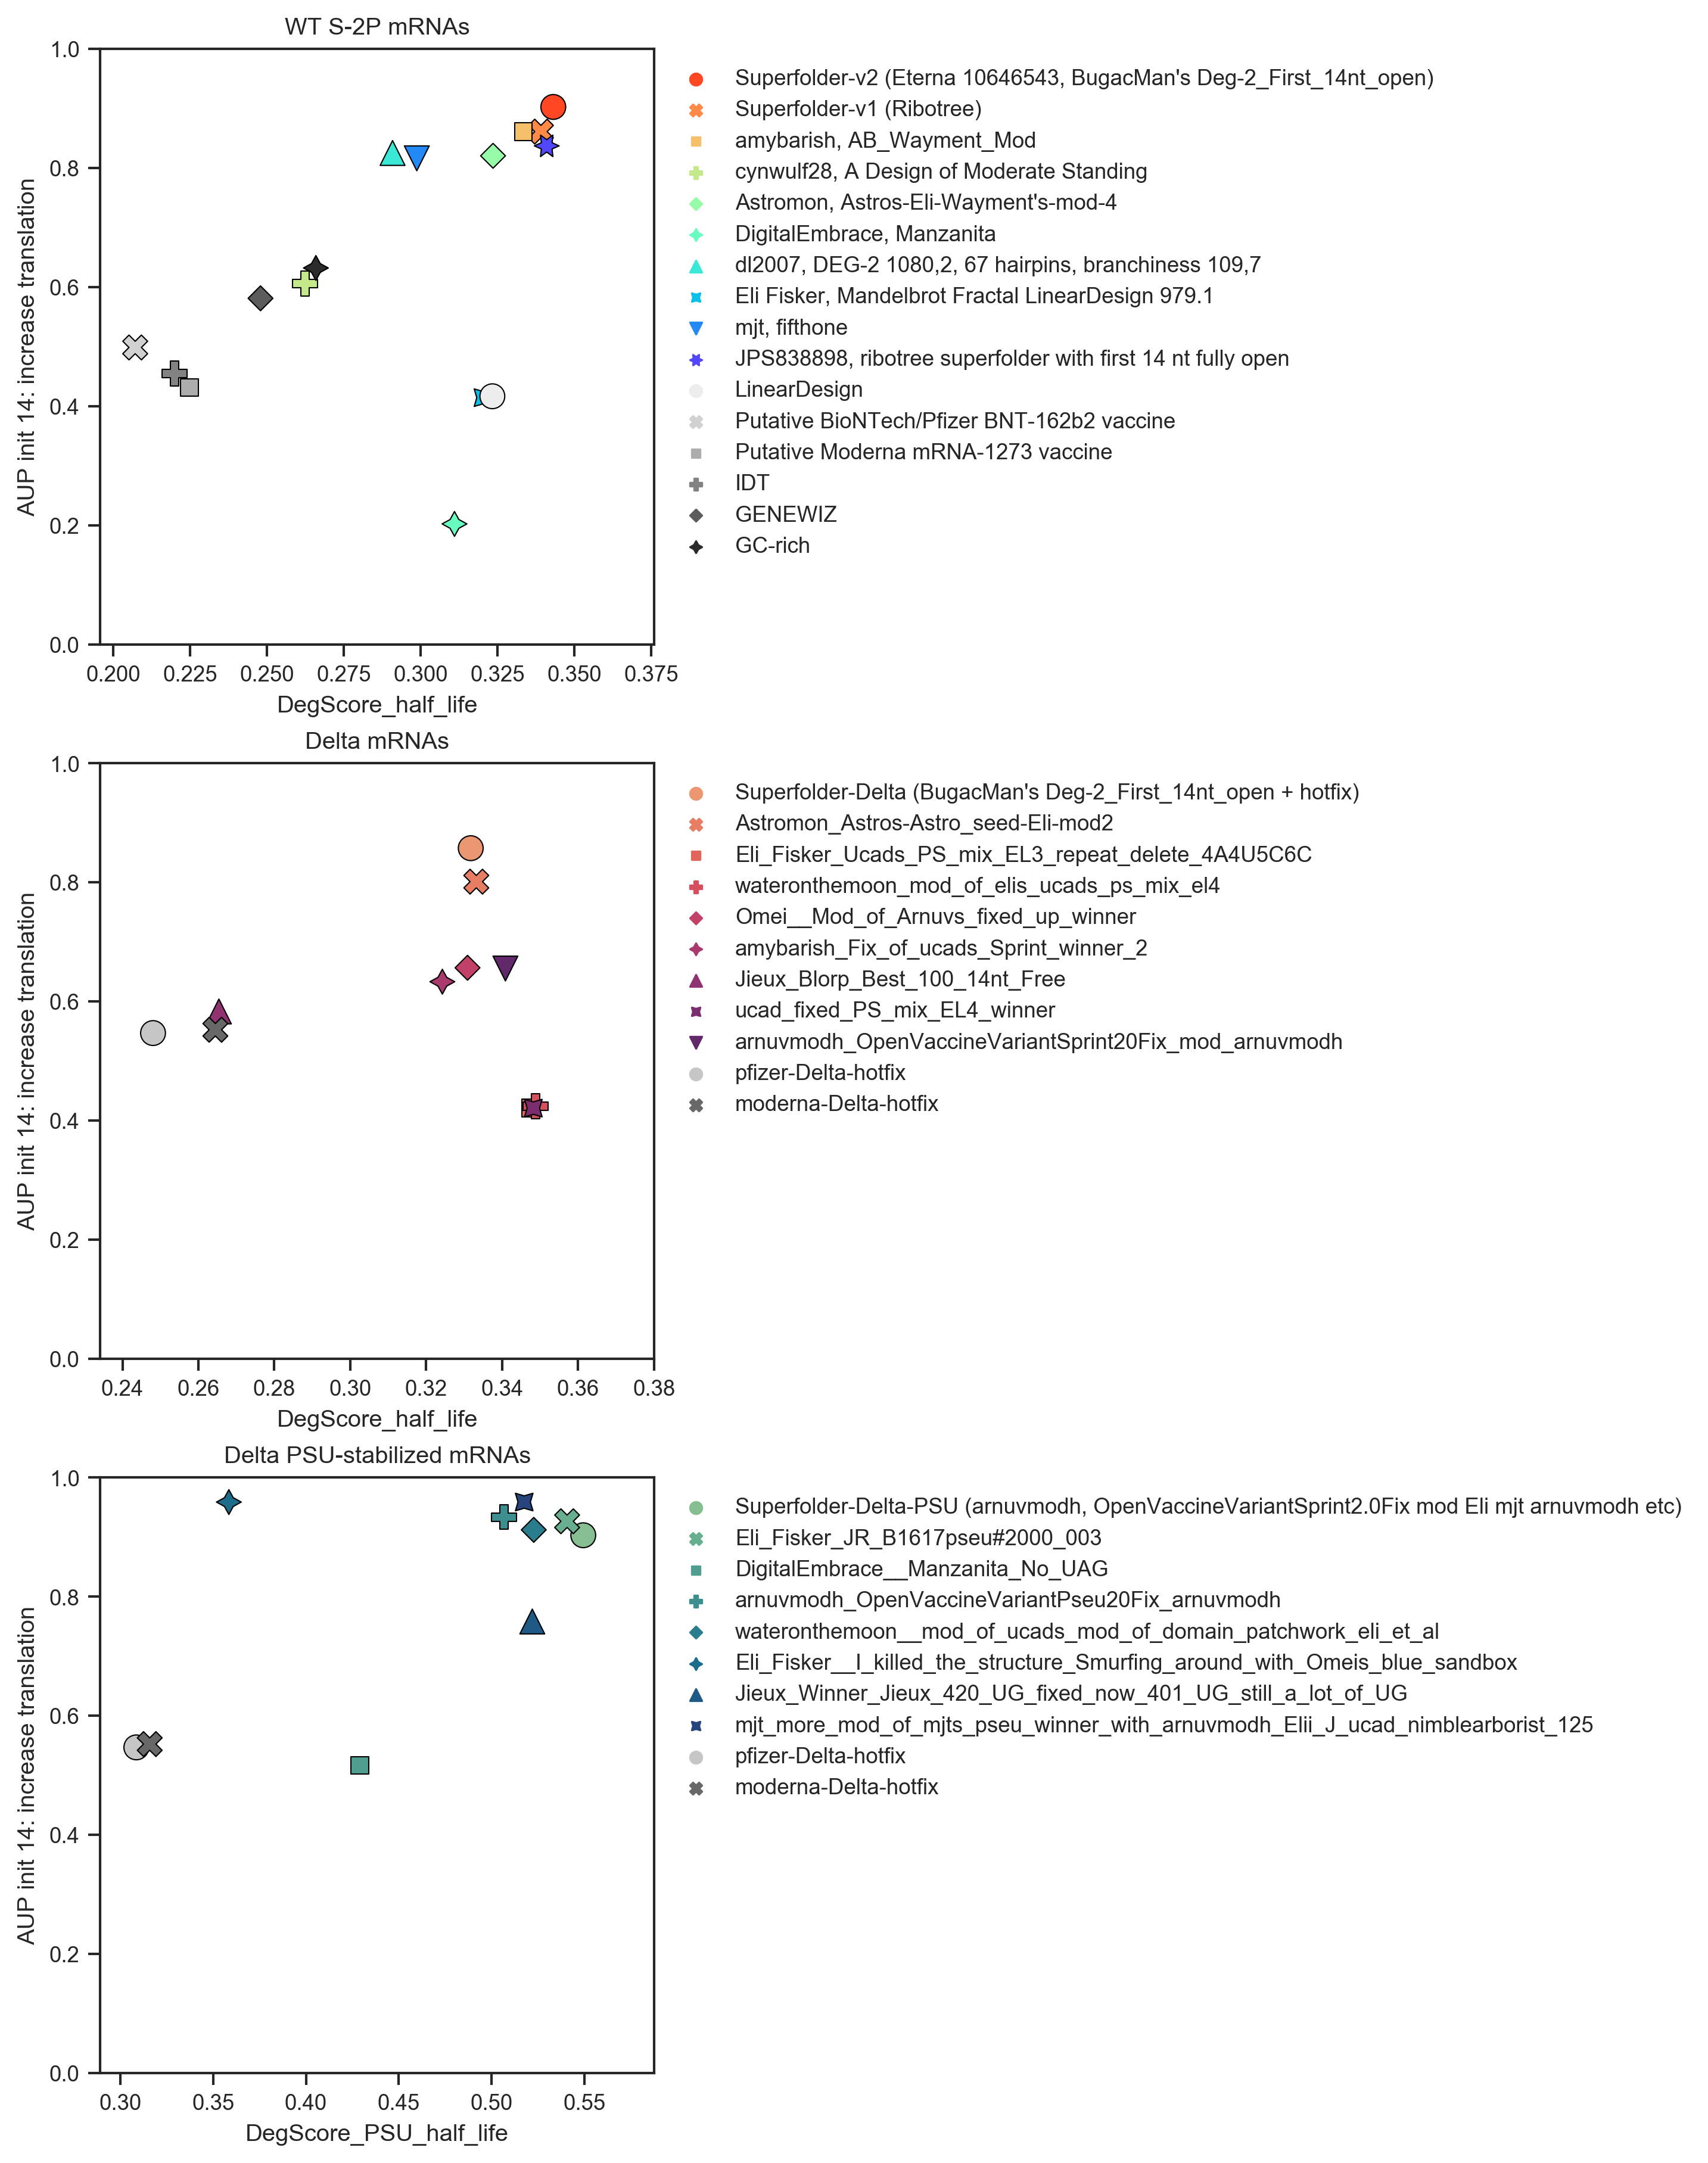 WT S-2P mRNAs
AUP init 14: increase translation
1.0
0.8
0.6
0.4
0.2
0.0
0.200 0.225 0.250 0.275 0.300 0.325 0.350 0.375
DegScore_half_life
Superfolder-v2 (Eterna 10646543, BugacMan's Deg-2_First_14nt_open)
Superfolder-v1 (Ribotree)
amybarish, AB_Wayment_Mod
cynwulf28, A Design of Moderate Standing
Astromon, Astros-Eli-Wayment's-mod-4
DigitalEmbrace, Manzanita
dl2007, DEG-2 1080,2, 67 hairpins, branchiness 109,7
Eli Fisker, Mandelbrot Fractal LinearDesign 979.1
mjt, fifthone
JPS838898, ribotree superfolder with first 14 nt fully open
LinearDesign
Putative BioNTech/Pfizer BNT-162b2 vaccine
Putative Moderna mRNA-1273 vaccine
IDT
GENEWIZ
GC-rich
Delta mRNAs
AUP init 14: increase translation
1.0
0.8
0.6
0.4
0.2
0.0
0.24 0.26 0.28 0.30 0.32 0.34 0.36 0.38
DegScore_half_life
Superfolder-Delta (BugacMan's Deg-2_First_14nt_open + hotfix)
Astromon_Astros-Astro_seed-Eli-mod2
Eli_Fisker_Ucads_PS_mix_EL3_repeat_delete_4A4U5C6C
wateronthemoon_mod_of_elis_ucads_ps_mix_el4
Omei__Mod_of_Arnuvs_fixed_up_winner
amybarish_Fix_of_ucads_Sprint_winner_2
Jieux_Blorp_Best_100_14nt_Free
ucad_fixed_PS_mix_EL4_winner
arnuvmodh_OpenVaccineVariantSprint20Fix_mod_arnuvmodh
pfizer-Delta-hotfix
moderna-Delta-hotfix
Delta PSU-stabilized mRNAs
AUP init 14: increase translation
1.0
0.8
0.6
0.4
0.2
0.0
0.30 0.35 0.40 0.45 0.50 0.55
DegScore_PSU_half_life
Superfolder-Delta-PSU (arnuvmodh, OpenVaccineVariantSprint2.0Fix mod Eli mjt arnuvmodh etc)
Eli_Fisker_JR_B1617pseu#2000_003
DigitalEmbrace__Manzanita_No_UAG
arnuvmodh_OpenVaccineVariantPseu20Fix_arnuvmodh
wateronthemoon__mod_of_ucads_mod_of_domain_patchwork_eli_et_al
Eli_Fisker__I_killed_the_structure_Smurfing_around_with_Omeis_blue_sandbox
Jieux_Winner_Jieux_420_UG_fixed_now_401_UG_still_a_lot_of_UG
mjt_more_mod_of_mjts_pseu_winner_with_arnuvmodh_Elii_J_ucad_nimblearborist_125
pfizer-Delta-hotfix
moderna-Delta-hotfix